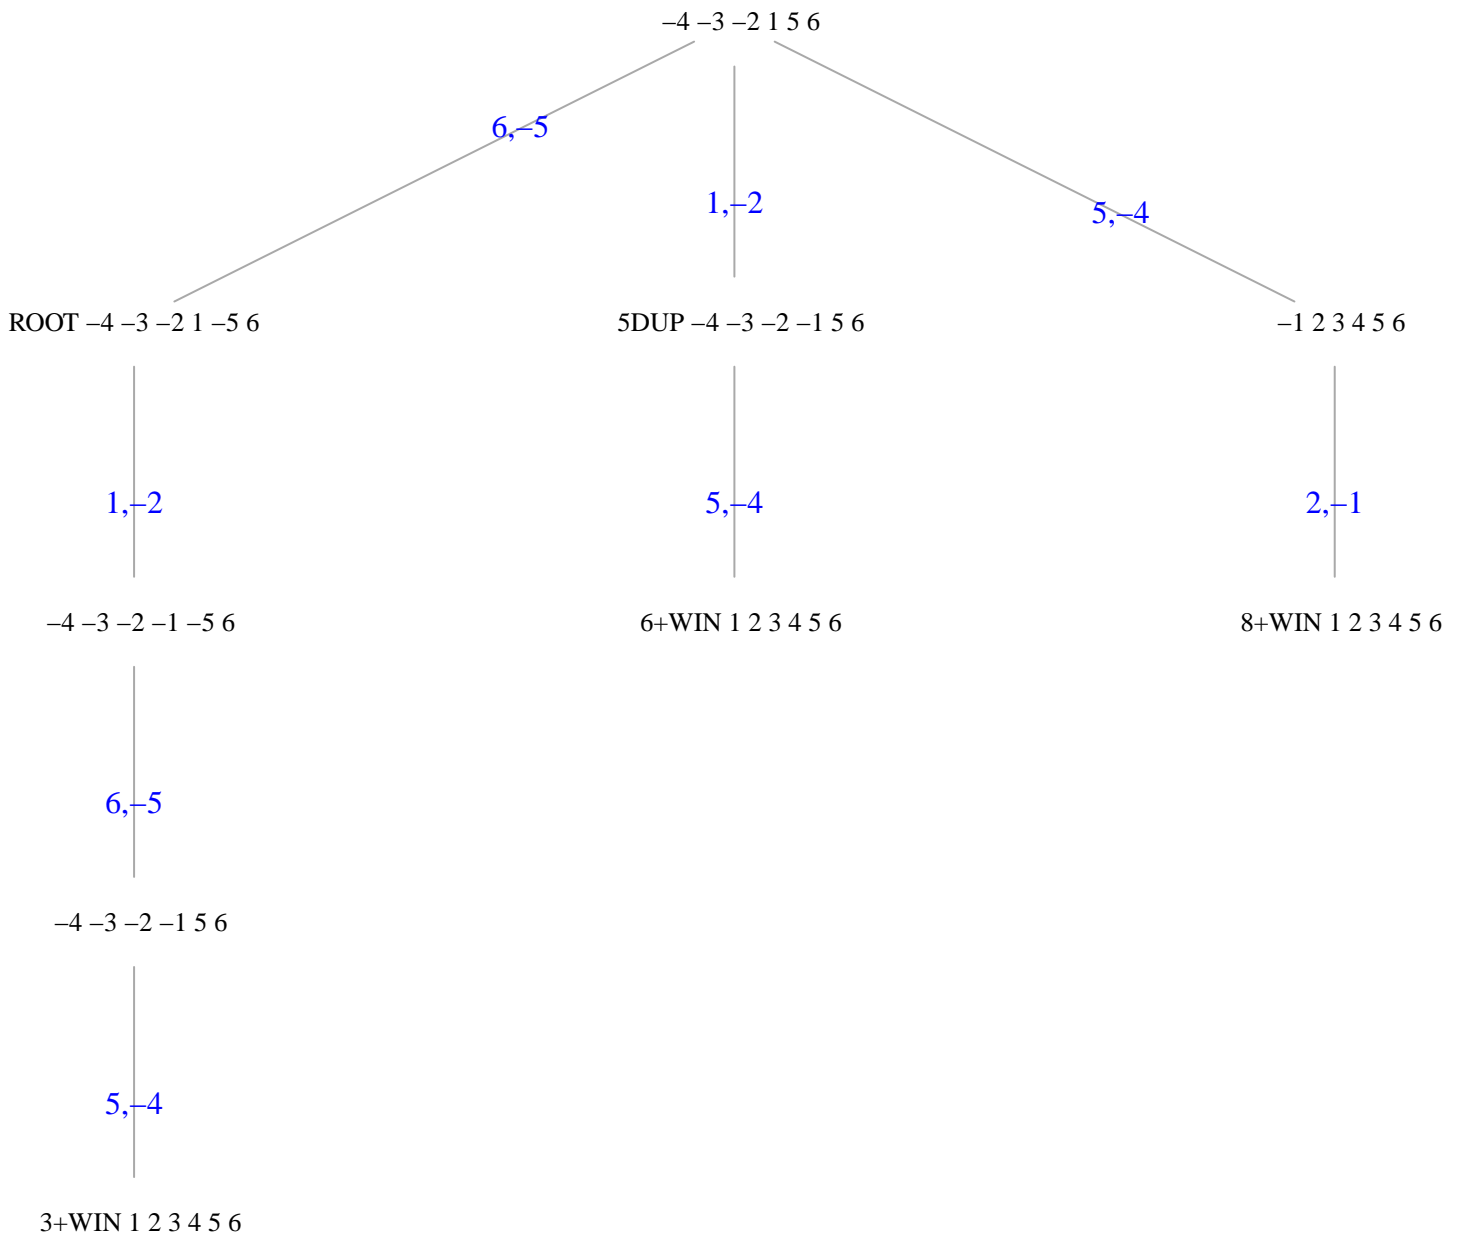 –4 –3 –2 1 5 6
6,–5
1,–2
5,–4
ROOT –4 –3 –2 1 –5 6
5DUP –4 –3 –2 –1 5 6
–1 2 3 4 5 6
1,–2
5,–4
2,–1
–4 –3 –2 –1 –5 6
6+WIN 1 2 3 4 5 6
8+WIN 1 2 3 4 5 6
6,–5
–4 –3 –2 –1 5 6
5,–4
3+WIN 1 2 3 4 5 6